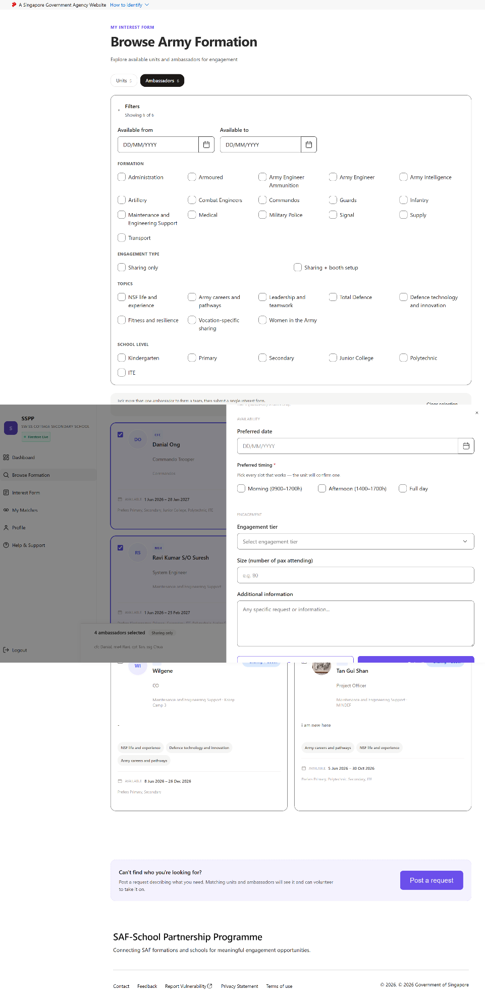 A Singapore Government Agency Website How to identify
MY INTEREST FORM
Browse Army Formation
Explore available units and ambassadors for engagement
Units 5
Ambassadors 6
Filters
Showing 6 of 6
Available from
Available to
DD/MM/YYYY
DD/MM/YYYY
FORMATION
Administration
Armoured
Army Engineer
Ammunition
Army Engineer
Army Intelligence
Artillery
Combat Engineers
Commandos
Guards
Infantry
Maintenance and
Engineering Support
Medical
Military Police
Signal
Supply
Transport
ENGAGEMENT TYPE
Sharing only
Sharing + booth setup
TOPICS
NSF life and
experience
Army careers and
pathways
Leadership and
teamwork
Total Defence
Defence technology
and innovation
Fitness and resilience
Vocation-specific
sharing
Women in the Army
SCHOOL LEVEL
Kindergarten
Primary
Secondary
Junior College
Polytechnic
ITE
Tick more than one ambassador to form a team, then submit a single interest form.
Clear selection
S
SSPP
SWISS COTTAGE SECONDARY SCHOOL
Firestore Live
Dashboard
Browse Formation
Interest Form
My Matches
Profile
Help & Support
Logout
DO
CFC
Danial Ong
Commando Trooper
Commandos
AVAILABLE 1 Jun 2026 – 28 Jan 2027
Prefers Primary, Secondary, Junior College, Polytechnic, ITE
RS
ME4
Ravi Kumar S/O Suresh
System Engineer
Maintenance and Engineering Support
AVAILABLE 1 Jun 2026 – 25 Feb 2027
4 ambassadors selected Sharing only
cfc Danial, me4 Ravi, cpt Tan, ssg Chua
AVAILABILITY
Preferred date
DD/MM/YYYY
Preferred timing *
Pick every slot that works — the unit will confirm one.
Morning (0900–1200h)
Afternoon (1400–1700h)
Full day
ENGAGEMENT
Engagement tier
Select engagement tier
Size (number of pax attending)
e.g. 80
Additional information
Any specific request or information...
WI
Wilgene
CO
Maintenance and Engineering Support · Kranji
Camp 3
-
NSF life and experience
Defence technology and innovation
Army careers and pathways
AVAILABLE 8 Jun 2026 – 26 Dec 2026
Prefers Primary, Secondary
Tan Gui Shan
Project Officer
Maintenance and Engineering Support ·
MINDEF
i am new here
Army careers and pathways
NSF life and experience
AVAILABLE 5 Jun 2026 – 30 Oct 2026
Prefers Primary, Polytechnic, Secondary, ITE
Can't find who you're looking for?
Post a request describing what you need. Matching units and ambassadors will see it and can volunteer
to take it on.
Post a request
SAF-School Partnership Programme
Connecting SAF formations and schools for meaningful engagement opportunities.
Contact
Feedback
Report Vulnerability
Privacy Statement
Terms of use
© 2026, © 2026 Government of Singapore